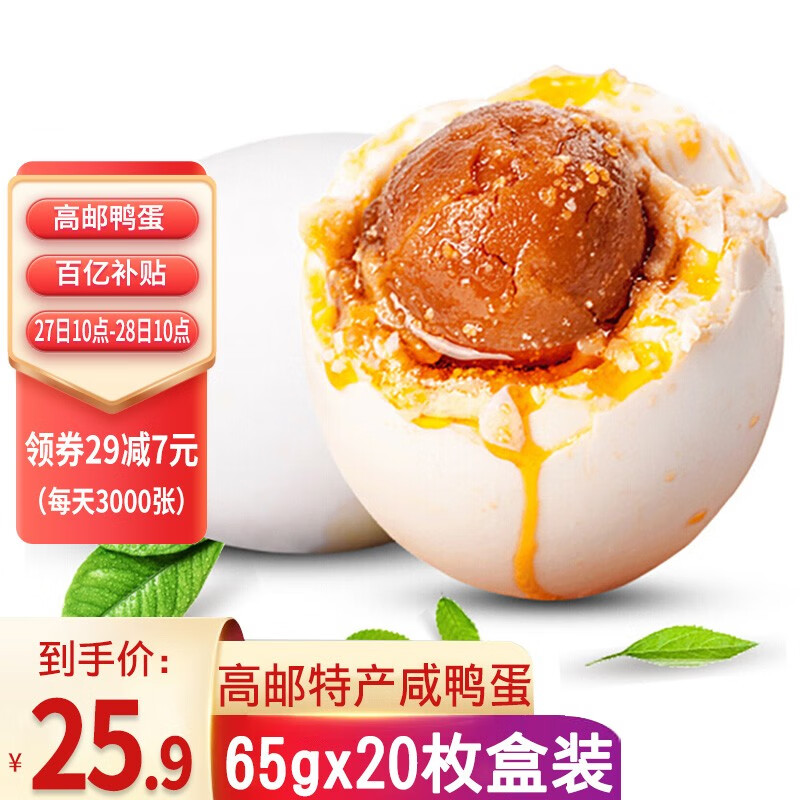 高邮鸭蛋
百亿补贴
27日10点-28日10点
领券29减7元
(每天3000张)
到手价:
¥25.9
高邮特产咸鸭蛋
65gx20枚盒装